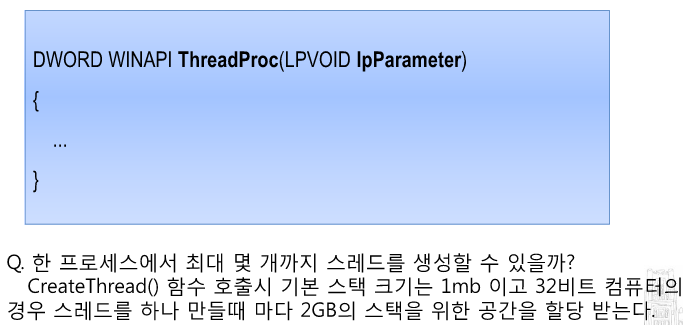 DWORD WINAPI ThreadProc(LPVOID lpParameter)
{
...
}
Q. 한 프로세스에서 최대 몇 개까지 스레드를 생성할 수 있을까?
CreateThread() 함수 호출시 기본 스택 크기는 1mb 이고 32비트 컴퓨터의
경우 스레드를 하나 만들때 마다 2GB의 스택을 위한 공간을 할당 받는다.